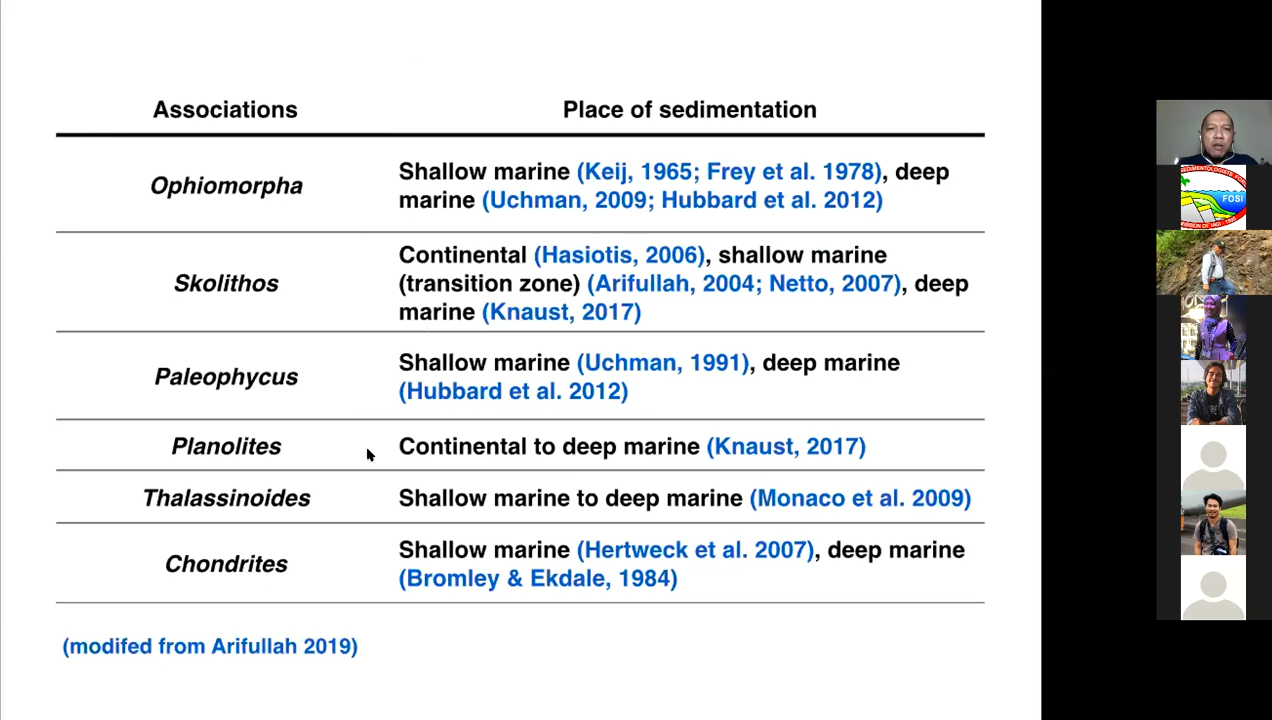 Associations
Place of sedimentation
Ophiomorpha
Shallow marine (Keij, 1965; Frey et al. 1978), deep
marine (Uchman, 2009; Hubbard et al. 2012)
Skolithos
Continental (Hasiotis, 2006), shallow marine
(transition zone) (Arifullah, 2004; Netto, 2007), deep
marine (Knaust, 2017)
Paleophycus
Shallow marine (Uchman, 1991), deep marine
(Hubbard et al. 2012)
Planolites
Continental to deep marine (Knaust, 2017)
Thalassinoides
Shallow marine to deep marine (Monaco et al. 2009)
Chondrites
Shallow marine (Hertweck et al. 2007), deep marine
(Bromley & Ekdale, 1984)
(modifed from Arifullah 2019)
FOSI